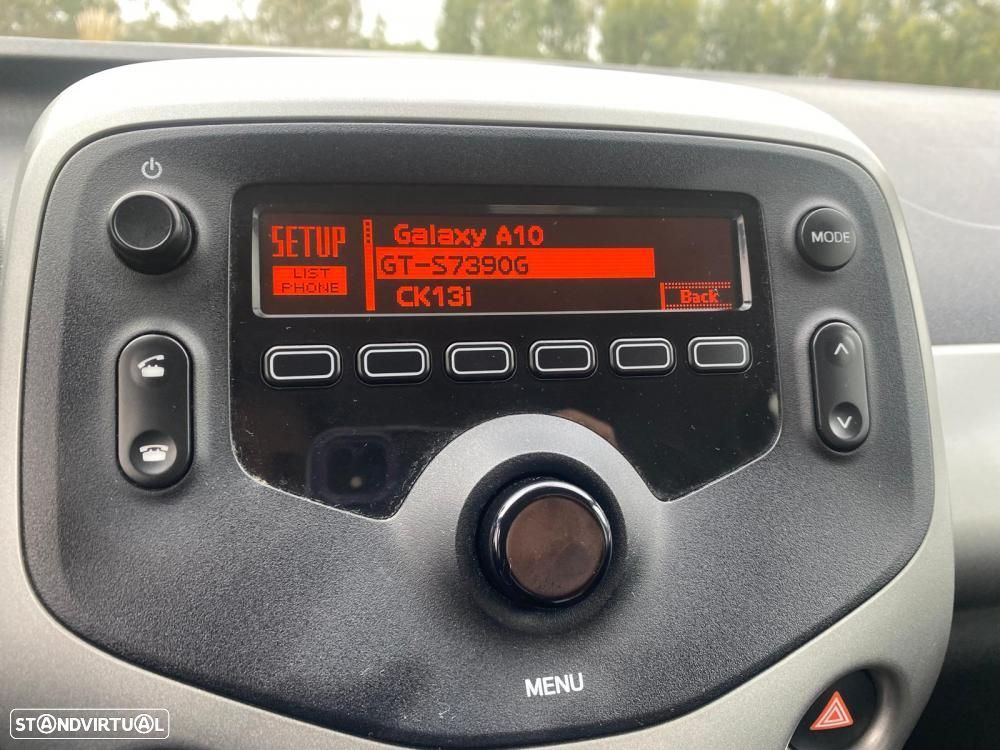 SETUP
LIST
PHONE
Galaxy A10
GT-S7390G
CK13i
Back
MODE
MENU
STANDVIRTUAL